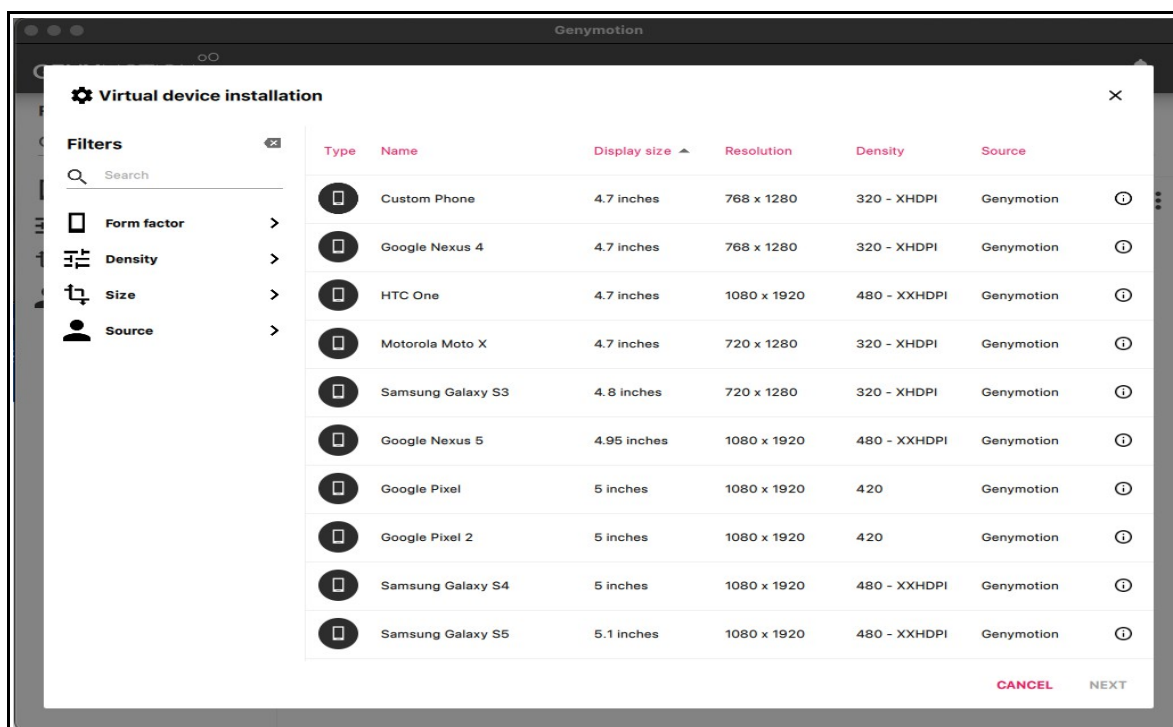 Genymotion
Virtual device installation
Filters
Search
Form factor
Density
Size
Source
Type Name Display size Resolution Density Source
Custom Phone 4.7 inches 768 x 1280 320 - XHDPI Genymotion
Google Nexus 4 4.7 inches 768 x 1280 320 - XHDPI Genymotion
HTC One 4.7 inches 1080 x 1920 480 - XXHDPI Genymotion
Motorola Moto X 4.7 inches 720 x 1280 320 - XHDPI Genymotion
Samsung Galaxy S3 4.8 inches 720 x 1280 320 - XHDPI Genymotion
Google Nexus 5 4.95 inches 1080 x 1920 480 - XXHDPI Genymotion
Google Pixel 5 inches 1080 x 1920 420 Genymotion
Google Pixel 2 5 inches 1080 x 1920 420 Genymotion
Samsung Galaxy S4 5 inches 1080 x 1920 480 - XXHDPI Genymotion
Samsung Galaxy S5 5.1 inches 1080 x 1920 480 - XXHDPI Genymotion
CANCEL NEXT